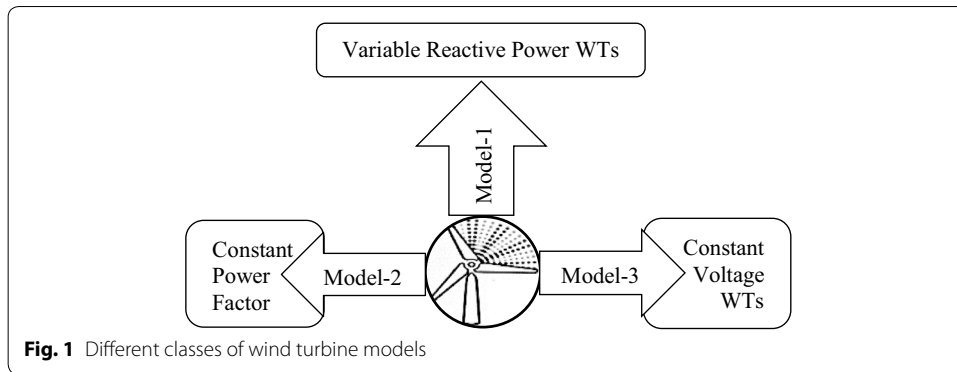 Variable Reactive Power WTs
Model-1
Constant
Power
Factor
Model-2
Model-3
Constant
Voltage
WTs
Fig. 1 Different classes of wind turbine models